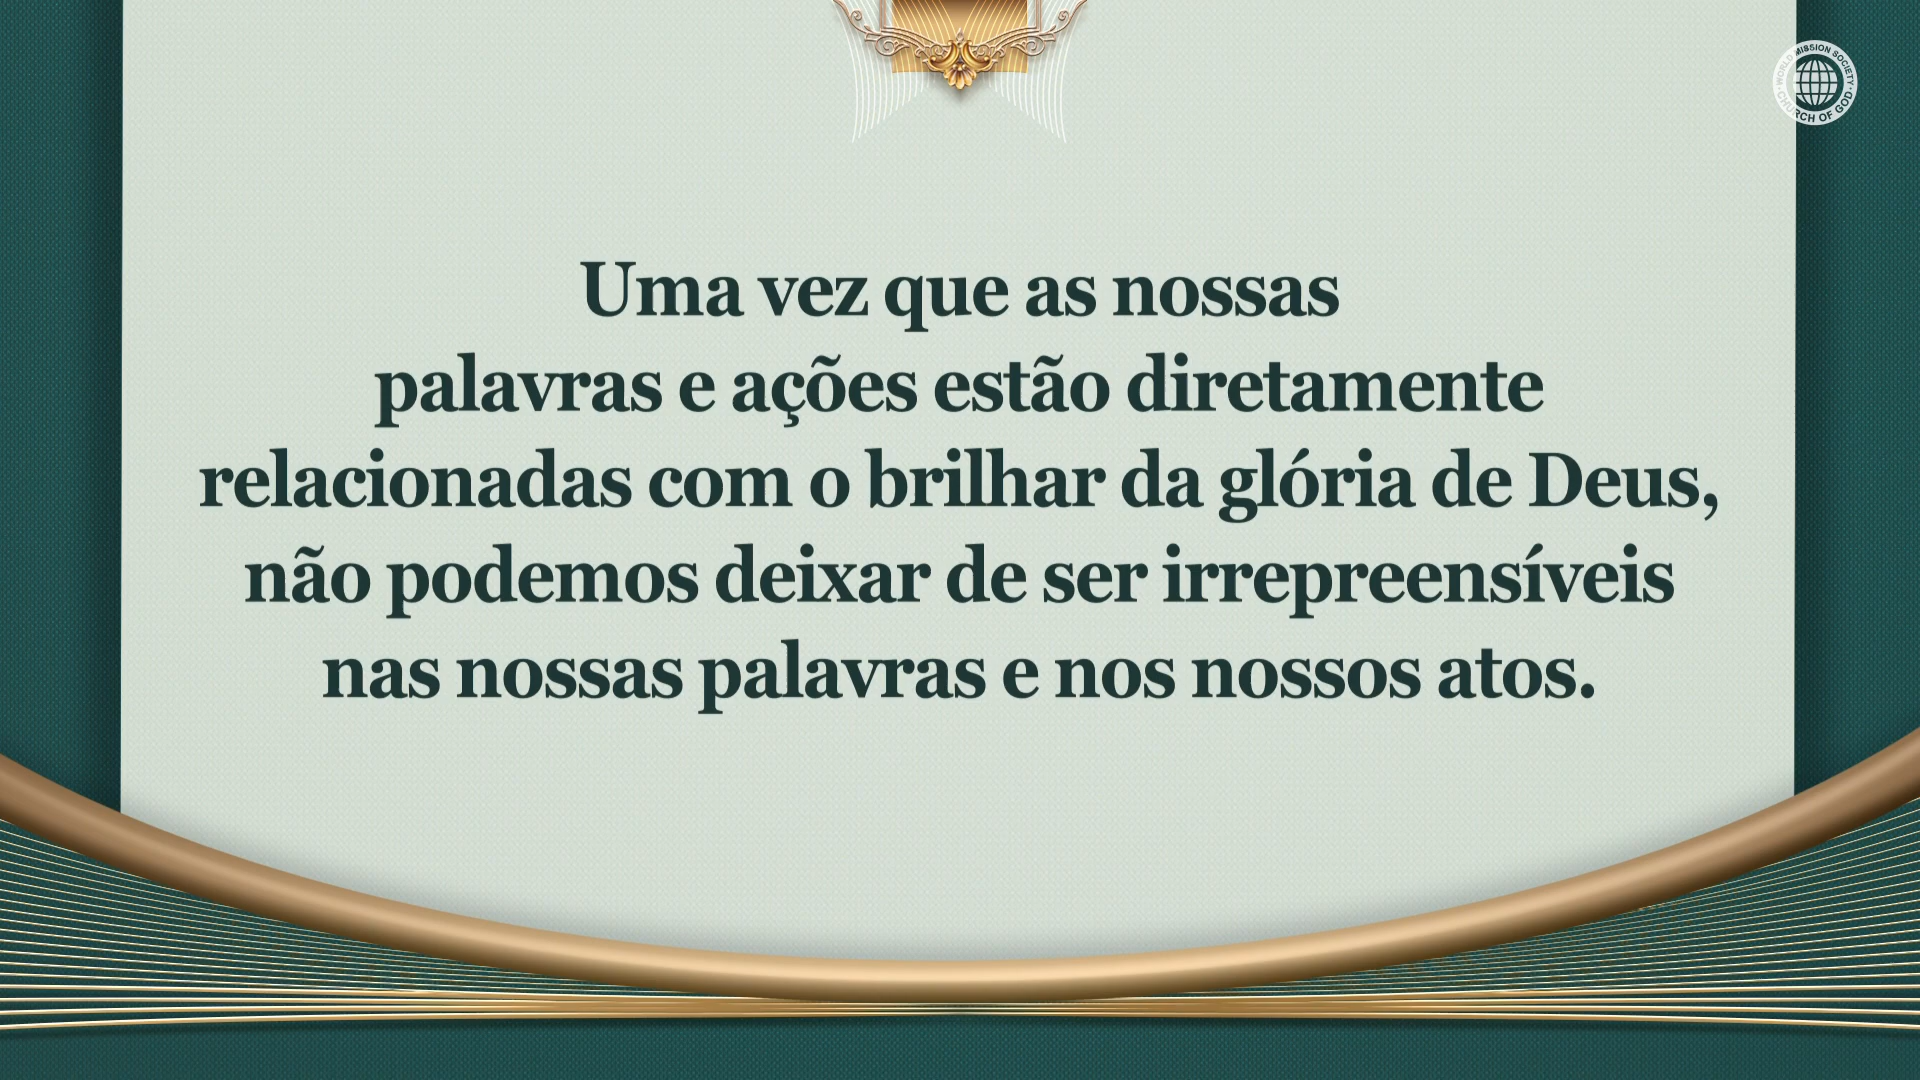 WORLD MISSION SOCIETY
CHURCH OF GOD
Uma vez que as nossas
palavras e ações estão diretamente
relacionadas com o brilhar da glória de Deus,
não podemos deixar de ser irrepreensíveis
nas nossas palavras e nos nossos atos.